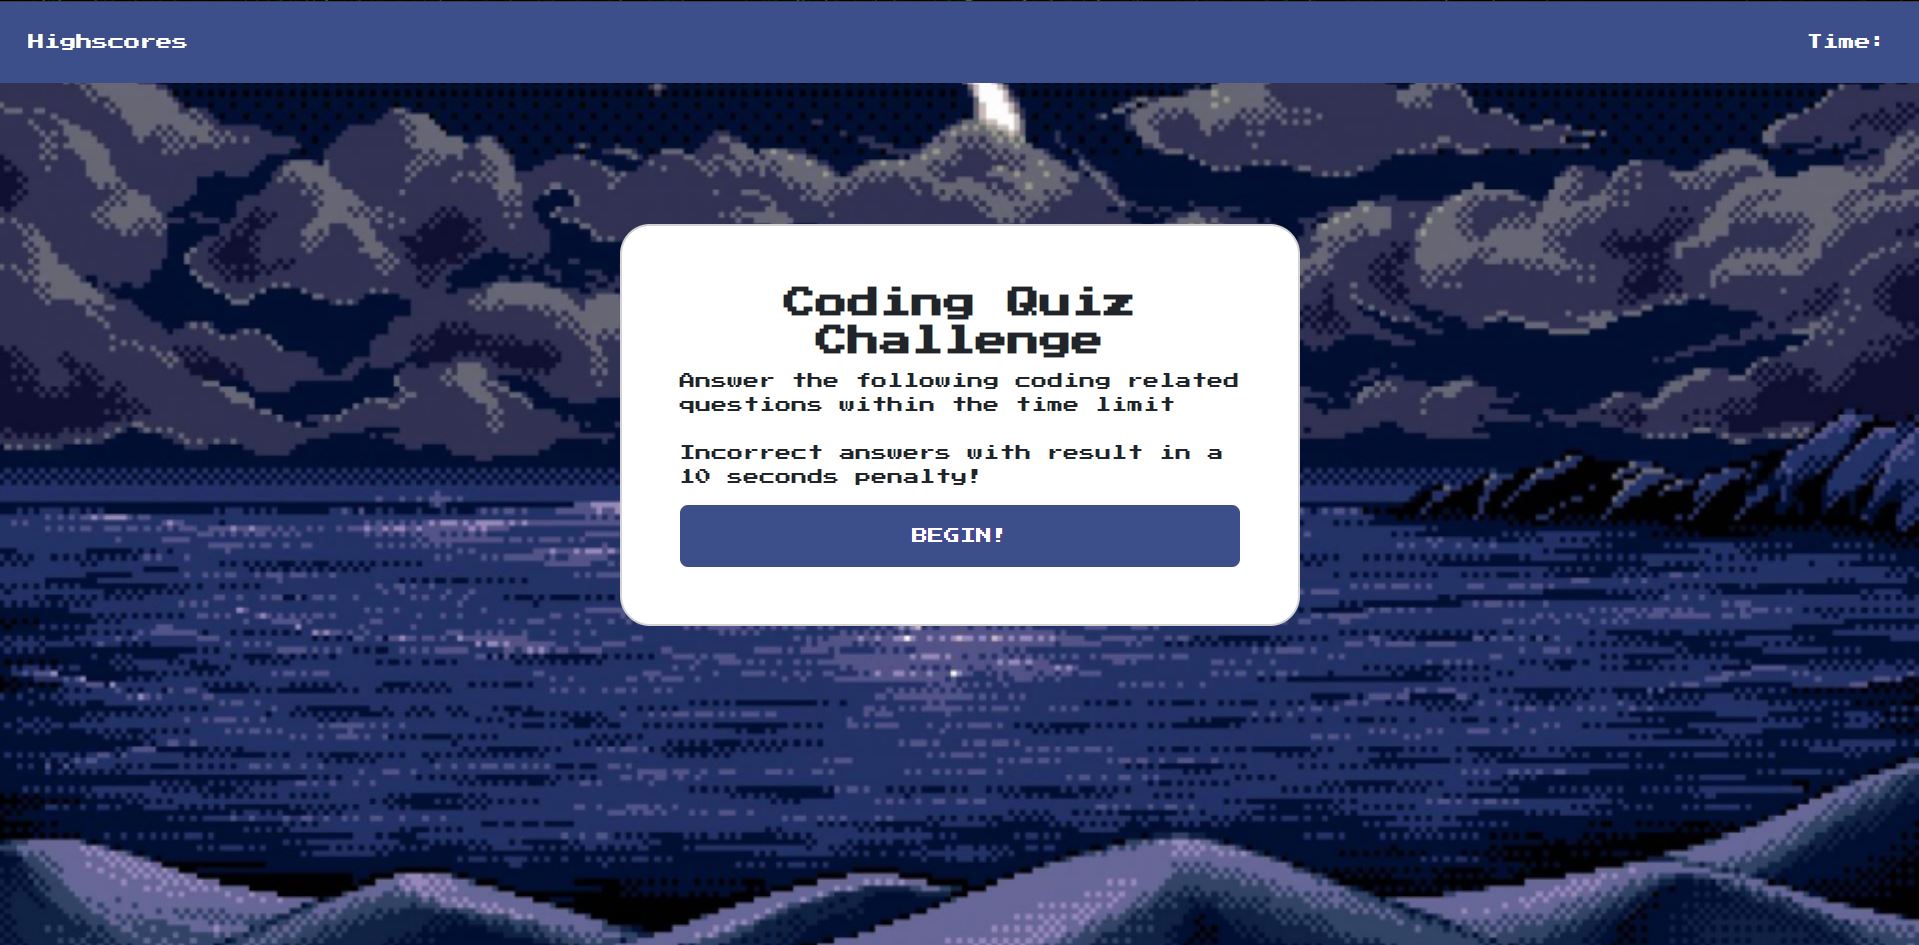 Highscores
Time:
Coding Quiz
Challenge
Answer the following coding related
questions within the time limit
Incorrect answers with result in a
10 seconds penalty!
BEGIN!